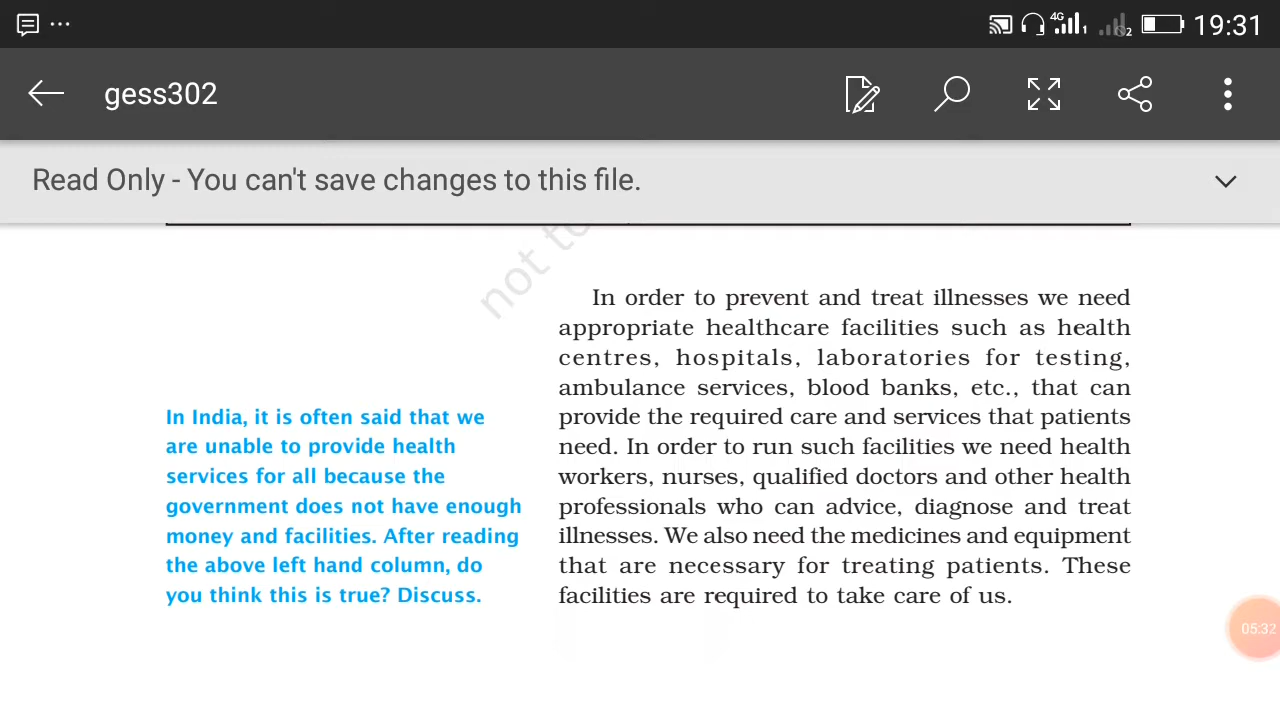 19:31
gess302
Read Only - You can't save changes to this file.
not to
In order to prevent and treat illnesses we need
appropriate healthcare facilities such as health
centres, hospitals, laboratories for testing,
ambulance services, blood banks, etc., that can
provide the required care and services that patients
need. In order to run such facilities we need health
workers, nurses, qualified doctors and other health
professionals who can advice, diagnose and treat
illnesses. We also need the medicines and equipment
that are necessary for treating patients. These
facilities are required to take care of us.
In India, it is often said that we
are unable to provide health
services for all because the
government does not have enough
money and facilities. After reading
the above left hand column, do
you think this is true? Discuss.
05:32